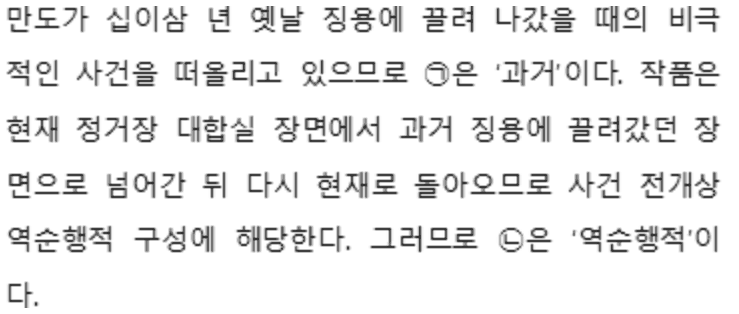 만도가 십이삼 년 옛날 징용에 끌려 나갔을 때의 비극
적인 사건을 떠올리고 있으므로 ㉠은 ‘과거’이다. 작품은
현재 정거장 대합실 장면에서 과거 징용에 끌려갔던 장
면으로 넘어간 뒤 다시 현재로 돌아오므로 사건 전개상
역순행적 구성에 해당한다. 그러므로 ㉡은 ‘역순행적’이
다.